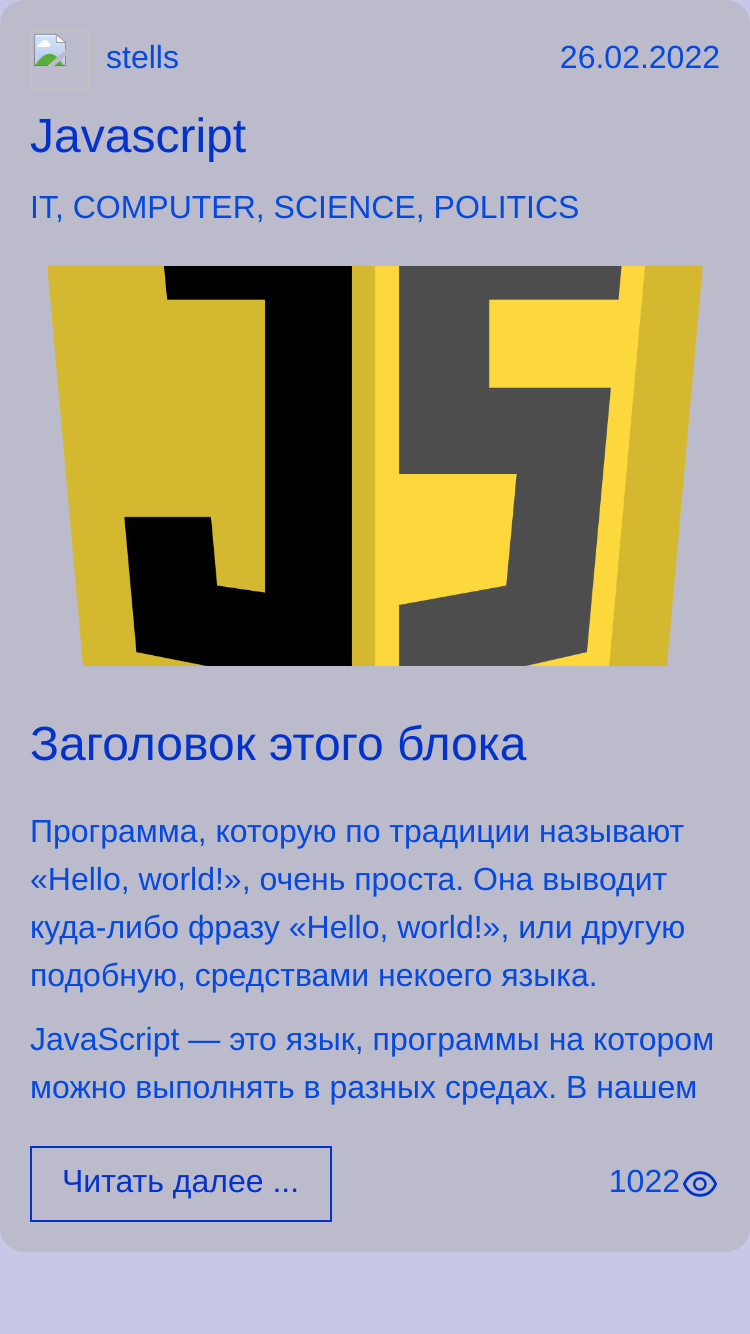 stells
26.02.2022
Javascript
IT, COMPUTER, SCIENCE, POLITICS
JS
Заголовок этого блока
Программа, которую по традиции называют
«Hello, world!», очень проста. Она выводит
куда-либо фразу «Hello, world!», или другую
подобную, средствами некоего языка.
JavaScript — это язык, программы на котором
можно выполнять в разных средах. В нашем
Читать далее ...
1022